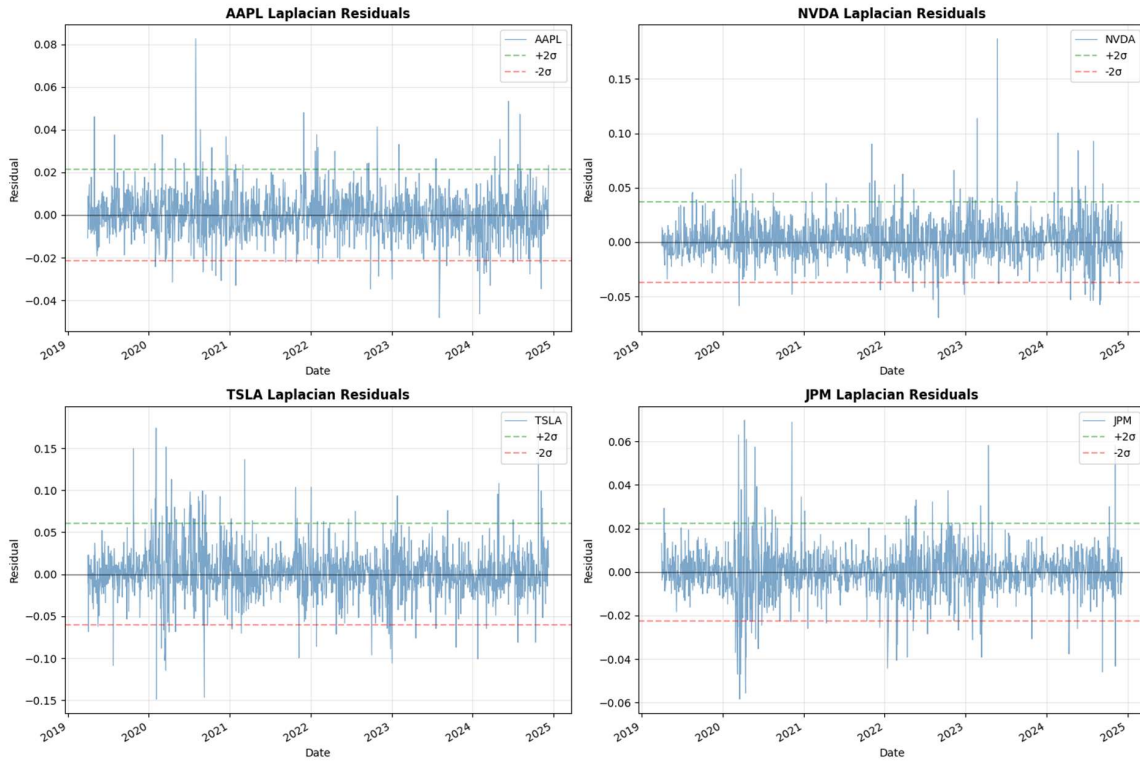 AAPL Laplacian Residuals
0.08
0.06
0.04
0.02
0.00
−0.02
−0.04
Residual
AAPL
+2σ
-2σ
2019
2020
2021
2022
2023
2024
2025
Date
NVDA Laplacian Residuals
0.15
0.10
0.05
0.00
−0.05
Residual
NVDA
+2σ
-2σ
2019
2020
2021
2022
2023
2024
2025
Date
TSLA Laplacian Residuals
0.15
0.10
0.05
0.00
−0.05
−0.10
−0.15
Residual
TSLA
+2σ
-2σ
2019
2020
2021
2022
2023
2024
2025
Date
JPM Laplacian Residuals
0.06
0.04
0.02
0.00
−0.02
−0.04
−0.06
Residual
JPM
+2σ
-2σ
2019
2020
2021
2022
2023
2024
2025
Date